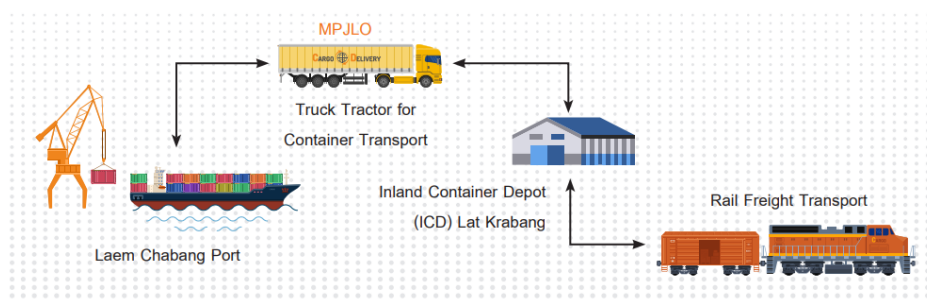 MPJLO
CARGO DELIVERY
Truck Tractor for
Container Transport
Inland Container Depot
(ICD) Lat Krabang
Rail Freight Transport
Laem Chabang Port